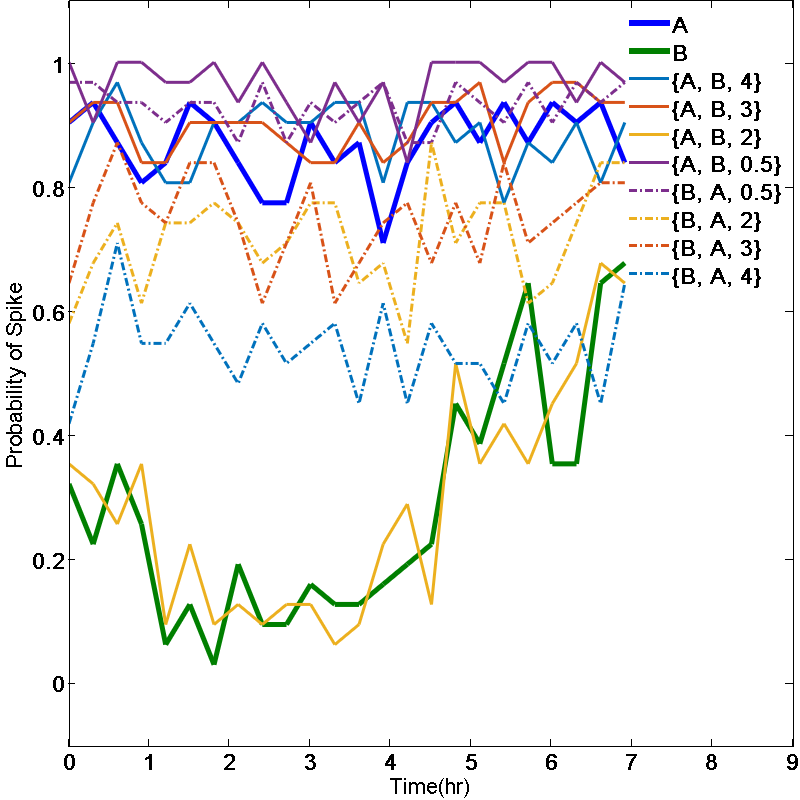 A
B
{A, B, 4}
{A, B, 3}
{A, B, 2}
{A, B, 0.5}
{B, A, 0.5}
{B, A, 2}
{B, A, 3}
{B, A, 4}
1
0.8
0.6
0.4
0.2
0
Probability of Spike
0 1 2 3 4 5 6 7 8 9
Time(hr)